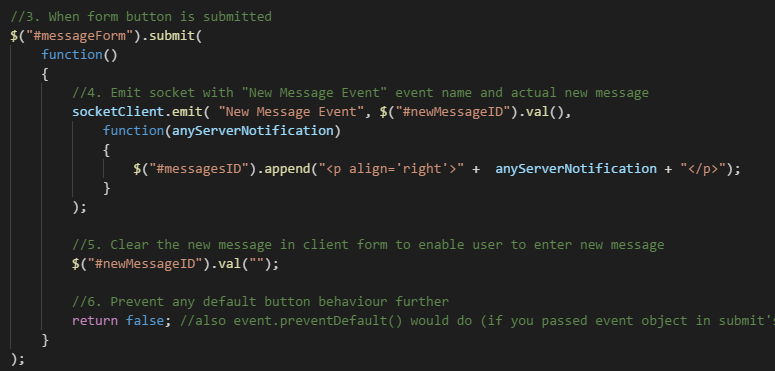 //3. When form button is submitted
$("#messageForm").submit(
function()
{
//4. Emit socket with "New Message Event" event name and actual new message
socketClient.emit( "New Message Event", $("#newMessageID").val(),
function(anyServerNotification)
{
$("#messagesID").append("<p align='right'>" +  anyServerNotification + "</p>");
}
);
//5. Clear the new message in client form to enable user to enter new message
$("#newMessageID").val("");
//6. Prevent any default button behaviour further
return false; //also event.preventDefault() would do (if you passed event object in submit's
}
);